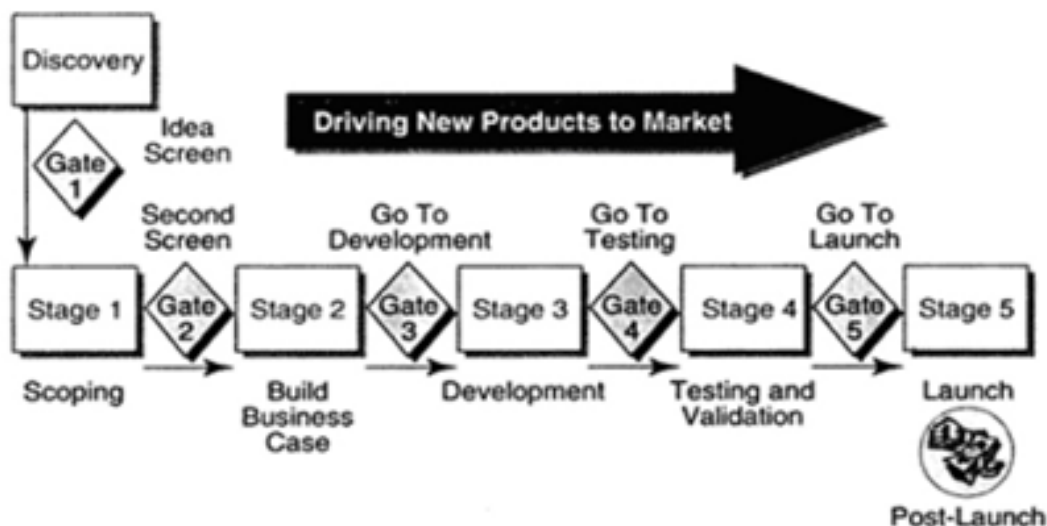 Discovery
Driving New Products to Market
Gate
1
Idea
Screen
Second
Screen
Go To
Development
Go To
Testing
Go To
Launch
Stage 1
Gate
2
Stage 2
Gate
3
Stage 3
Gate
4
Stage 4
Gate
5
Stage 5
Scoping
Build
Business
Case
Development
Testing and
Validation
Launch
Post-Launch